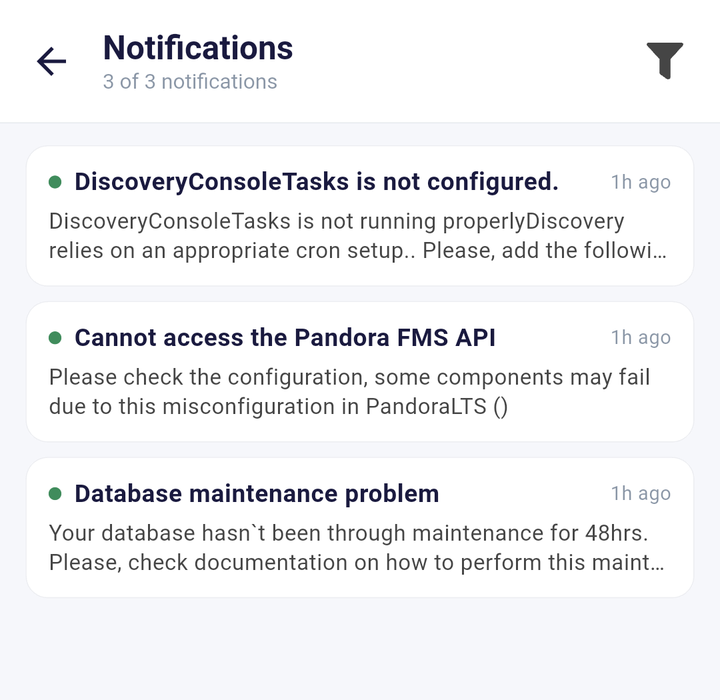 Notifications
3 of 3 notifications
DiscoveryConsoleTasks is not configured.
1h ago
DiscoveryConsoleTasks is not running properlyDiscovery
relies on an appropriate cron setup.. Please, add the followi...
Cannot access the Pandora FMS API
1h ago
Please check the configuration, some components may fail
due to this misconfiguration in PandoraLTS ()
Database maintenance problem
1h ago
Your database hasn`t been through maintenance for 48hrs.
Please, check documentation on how to perform this maint...